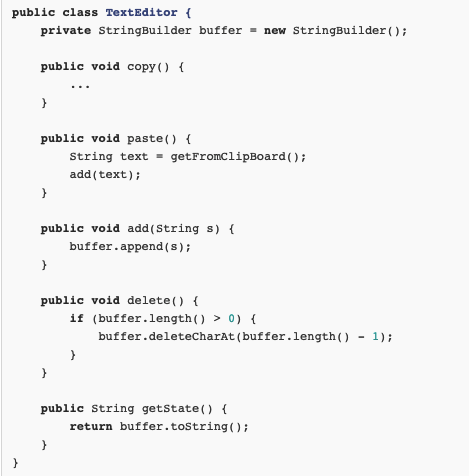 public class TextEditor {
    private StringBuilder buffer = new StringBuilder();

    public void copy() {
        ...
    }

    public void paste() {
        String text = getFromClipBoard();
        add(text);
    }

    public void add(String s) {
        buffer.append(s);
    }

    public void delete() {
        if (buffer.length() > 0) {
            buffer.deleteCharAt(buffer.length() - 1);
        }
    }

    public String getState() {
        return buffer.toString();
    }
}